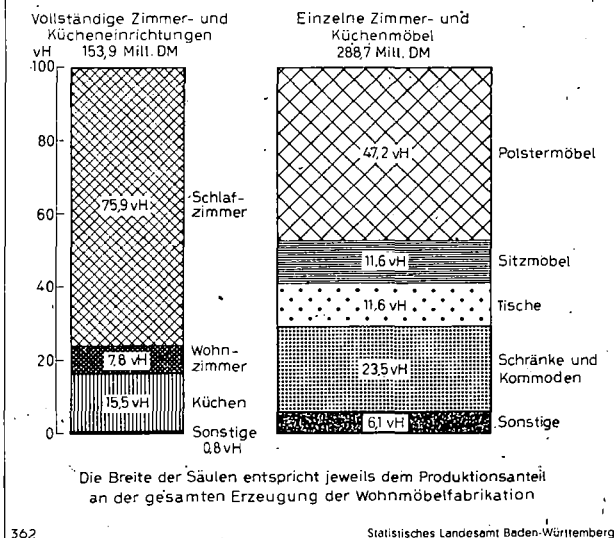 Vollständige Zimmer- und
Kücheneinrichtungen
153,9 Mill. DM
vH
100
80
60
40
20
0
75,9 vH
Schlaf-
zimmer
7,8 vH
Wohn-
zimmer
15,5 vH
Küchen
Sonstige
0,8 vH
Einzelne Zimmer- und
Küchenmöbel
288,7 Mill. DM
47,2 vH
Polstermöbel
11,6 vH
Sitzmöbel
11,6 vH
Tische
23,5 vH
Schränke und
Kommoden
6,1 vH
Sonstige
Die Breite der Säulen entspricht jeweils dem Produktionsanteil
an der gesamten Erzeugung der Wohnmöbelfabrikation
362
Statistisches Landesamt Baden-Württemberg